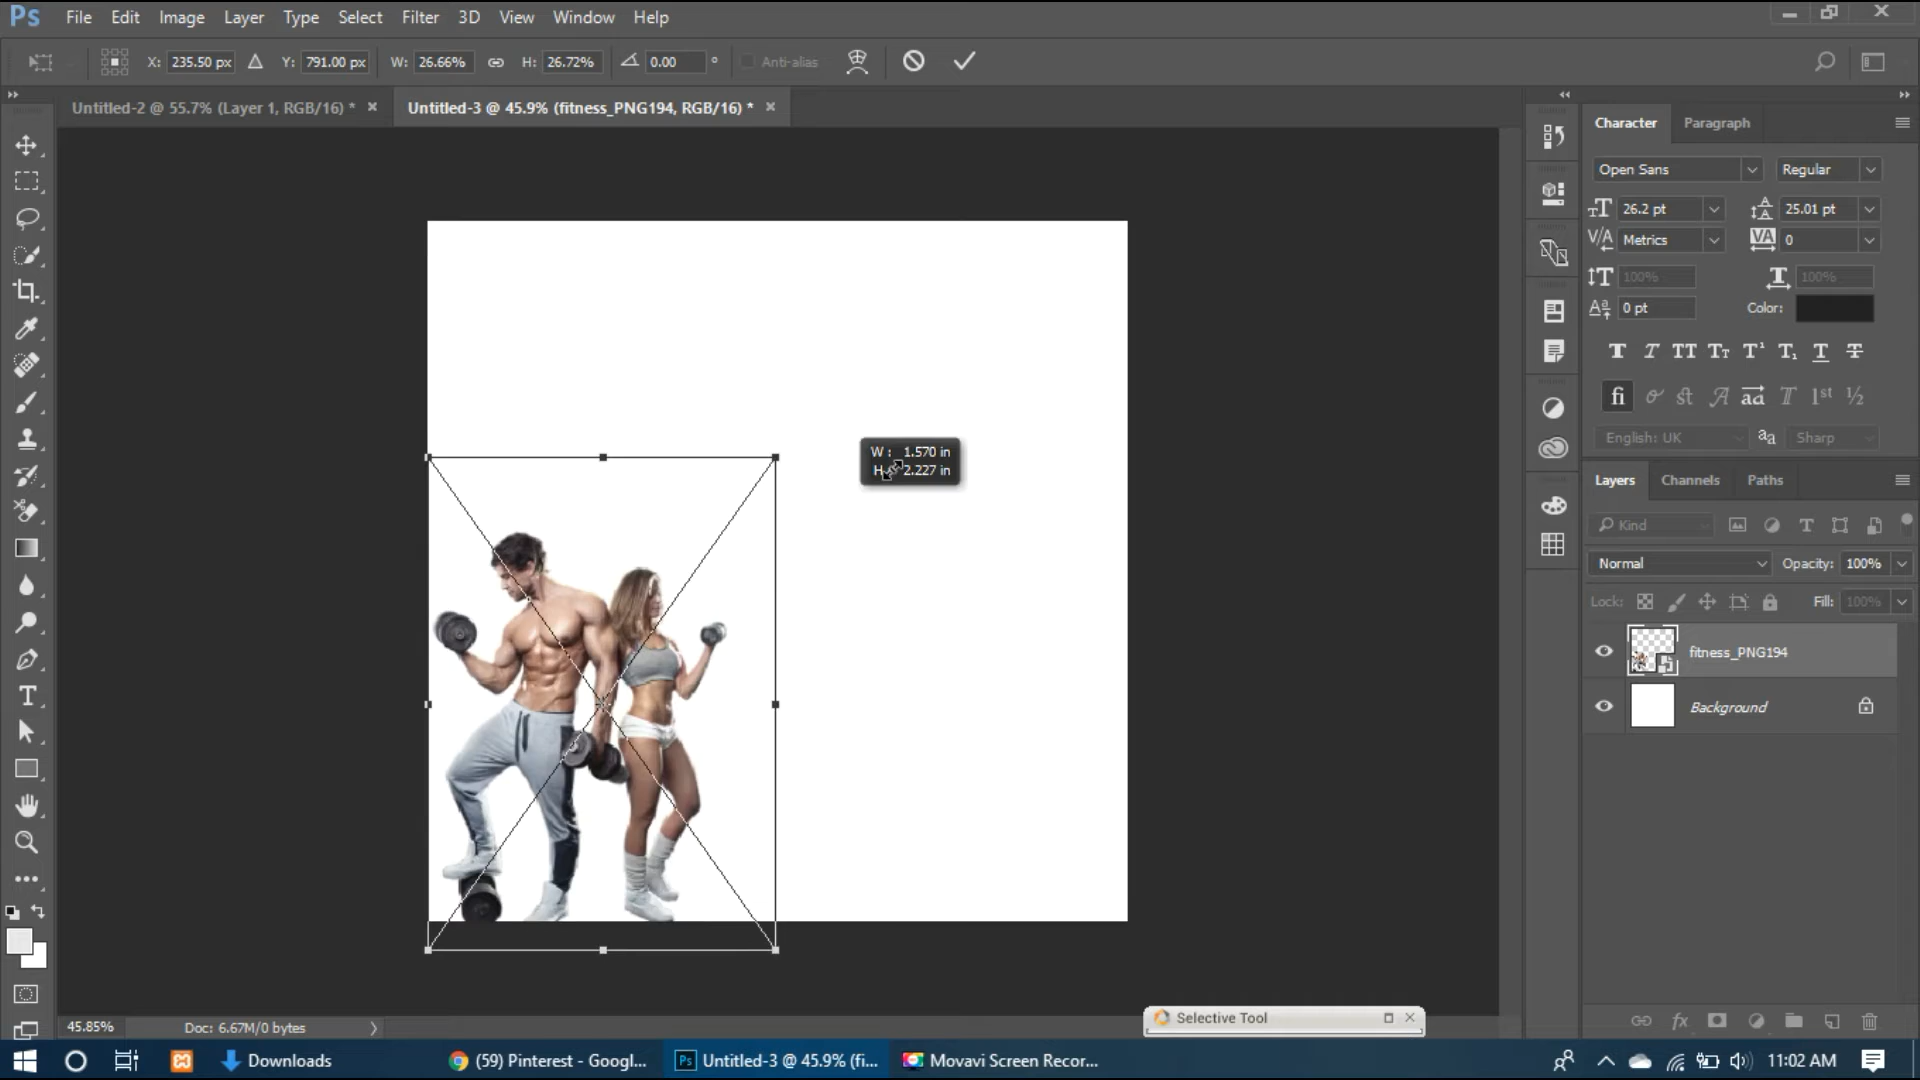 Ps File Edit Image Layer Type Select Filter 3D View Window Help
X: 235.50 px Y: 791.00 px W: 26.66% H: 26.72% 0.00 ° Anti-alias
Untitled-2 @ 55.7% (Layer 1, RGB/16) * Untitled-3 @ 45.9% (fitness_PNG194, RGB/16) *
Character Paragraph
Open Sans Regular
26.2 pt 25.01 pt
Metrics 0
100% 100%
0 pt Color:
English: UK Sharp
W : 1.570 in
H 2.227 in
Layers Channels Paths
Kind
Normal Opacity: 100%
Lock: Fill: 100%
fitness_PNG194
Background
45.85% Doc: 6.67M/0 bytes
Selective Tool
Downloads (59) Pinterest - Googl... Ps Untitled-3 @ 45.9% (fi... Movavi Screen Recor... 11:02 AM